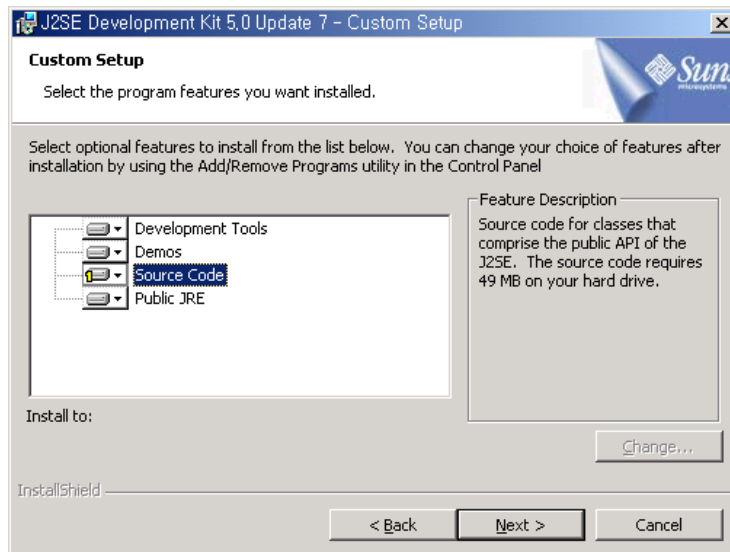 J2SE Development Kit 5,0 Update 7 - Custom Setup
Custom Setup
Select the program features you want installed.
Sun
microsystems
Select optional features to install from the list below. You can change your choice of features after
installation by using the Add/Remove Programs utility in the Control Panel
Development Tools
Demos
Source Code
Public JRE
Feature Description
Source code for classes that
comprise the public API of the
J2SE. The source code requires
49 MB on your hard drive.
Install to:
Change...
InstallShield
< Back
Next >
Cancel